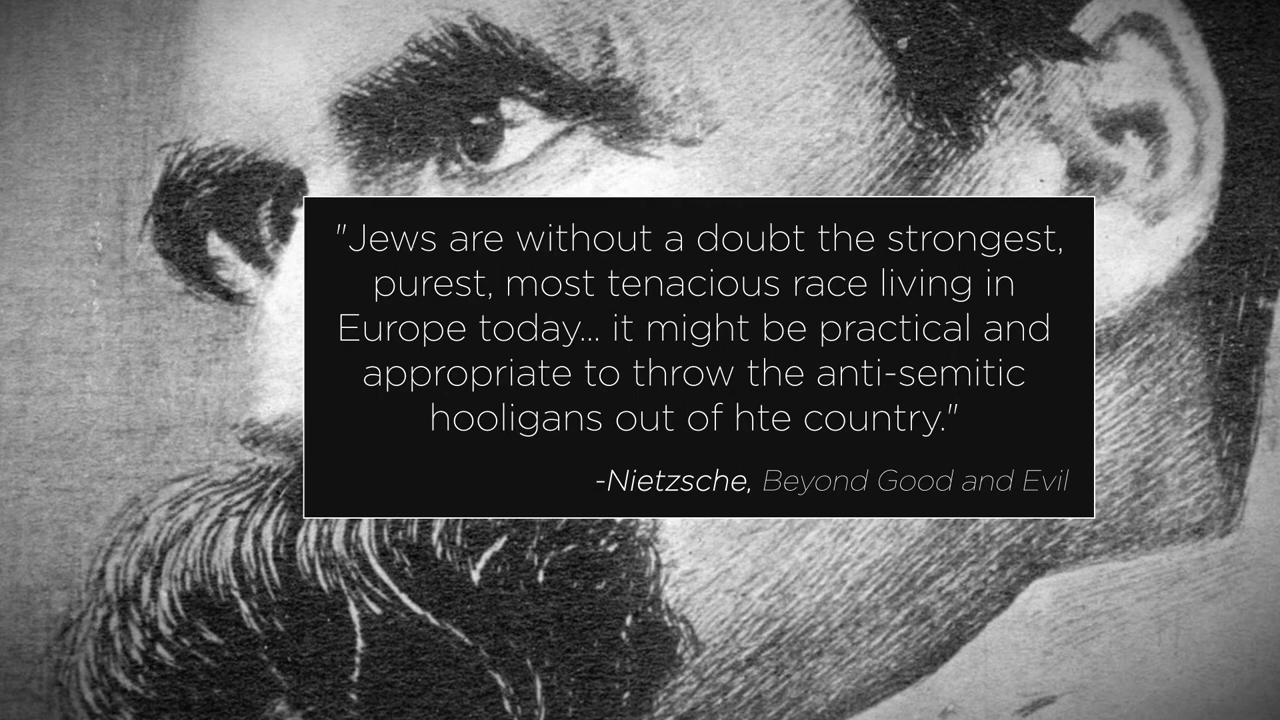 "Jews are without a doubt the strongest,
purest, most tenacious race living in
Europe today... it might be practical and
appropriate to throw the anti-semitic
hooligans out of hte country."
-Nietzsche, Beyond Good and Evil